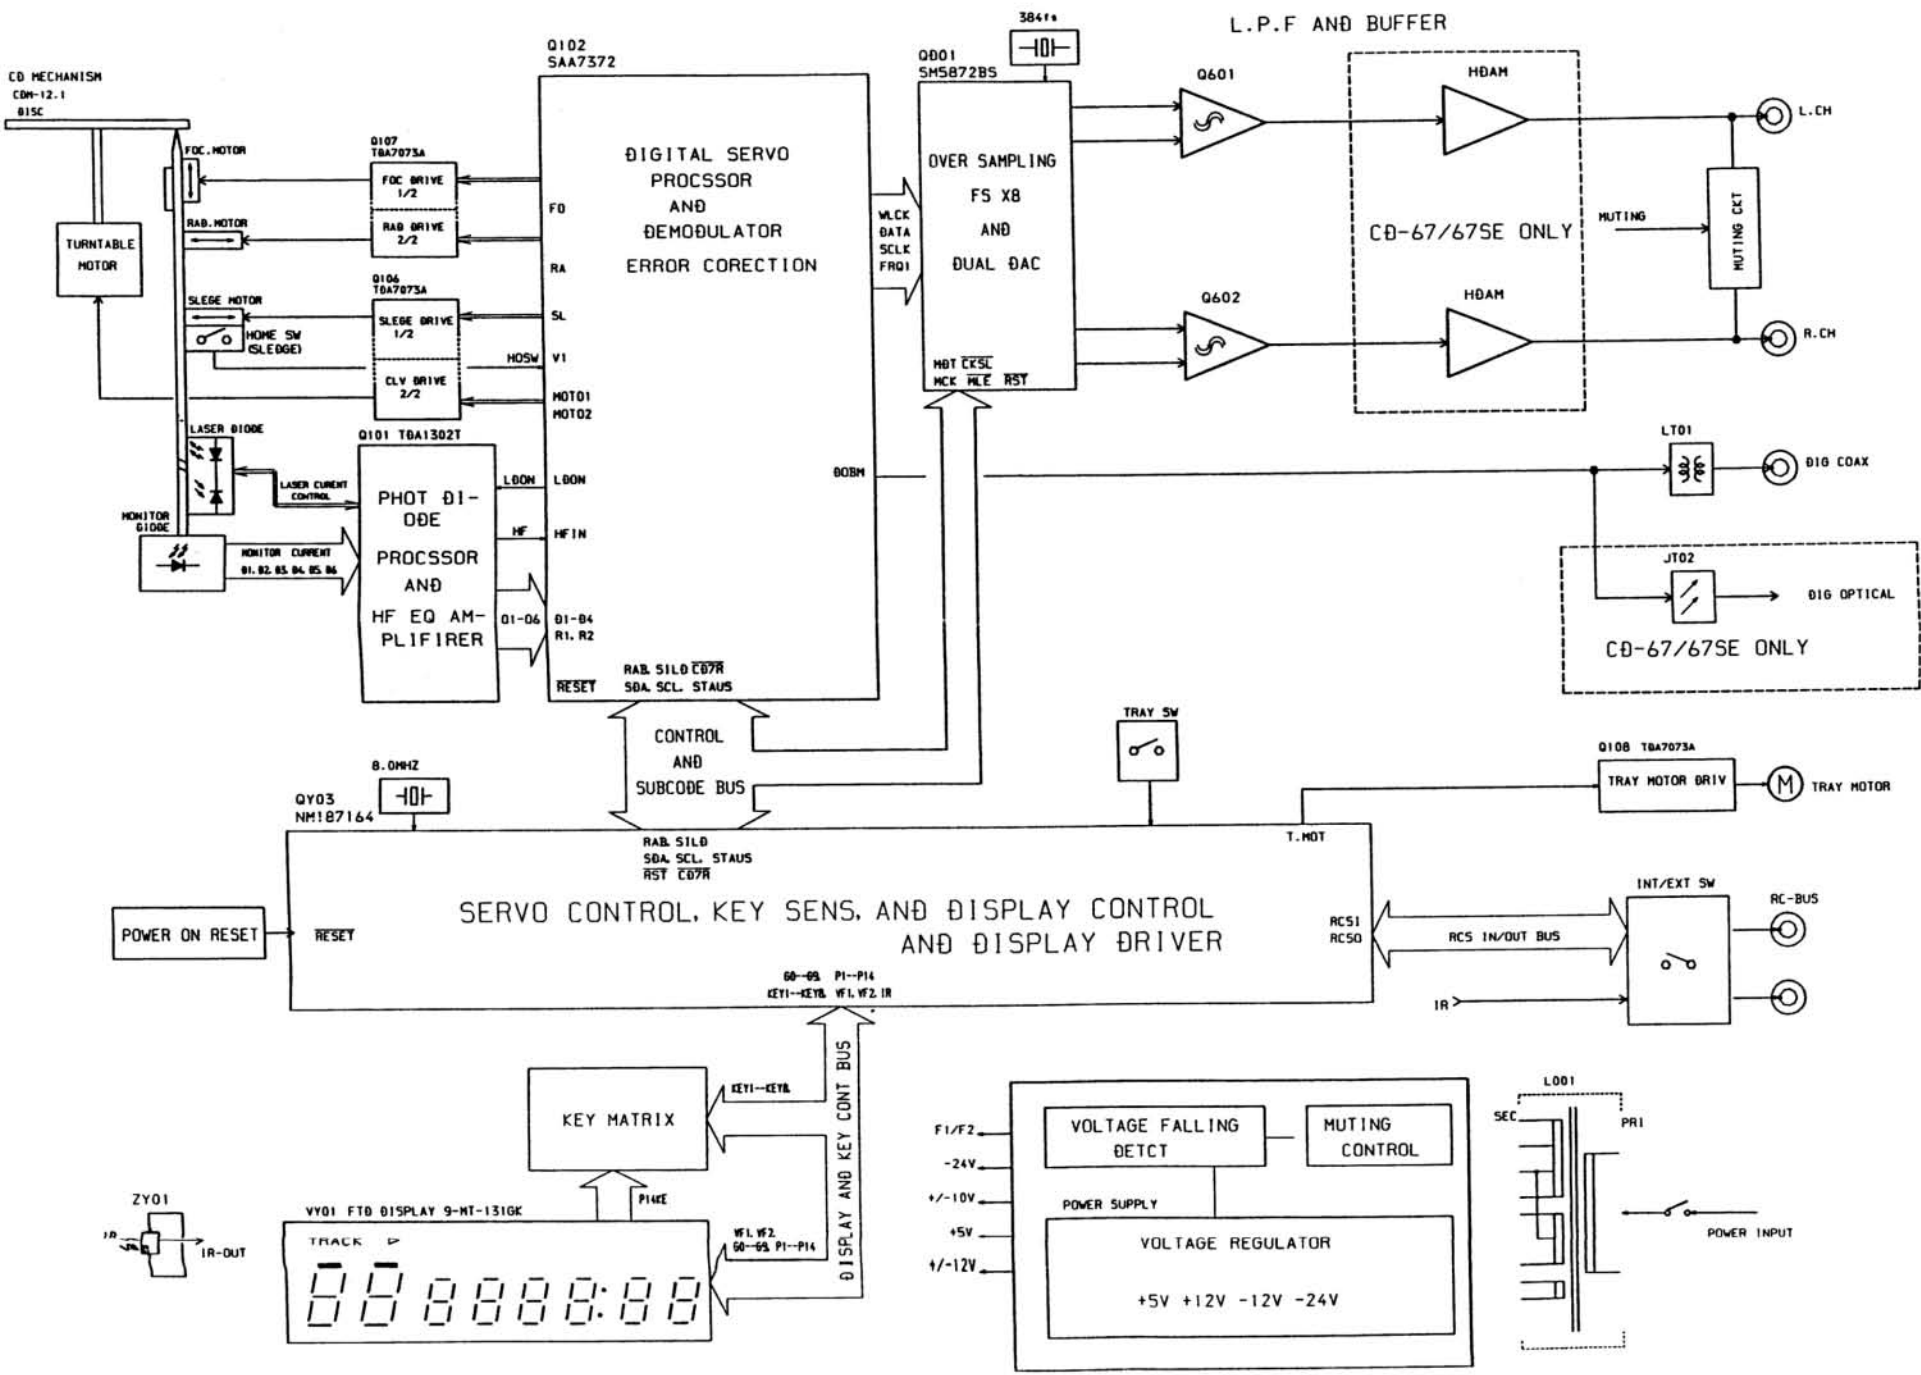 L.P.F AND BUFFER
384fs
Q102
SAA7372
QD01
SM5872BS
CD MECHANISM
CDM-12.1
DISC
Q601
HDAM
L.CH
FOC.MOTOR
Q107
TDA7073A
FOC DRIVE
1/2
RAD DRIVE
2/2
FO
RA
RAD.MOTOR
TURNTABLE
MOTOR
DIGITAL SERVO
PROCSSOR
AND
DEMODULATOR
ERROR CORECTION
WLCK
DATA
SCLK
OVER SAMPLING
FS X8
AND
DUAL DAC
CD-67/67SE ONLY
MUTING
MUTING CKT
Q106
TDA7073A
SLEGE MOTOR
SLEGE DRIVE
1/2
SL
HOME SW
(SLEDGE)
HOSW
V1
CLV DRIVE
2/2
MOTO1
MOTO2
Q602
HDAM
R.CH
MDT CKSL
MCK MLE RST
LASER DIODE
Q101 TDA1302T
LASER CURENT
CONTROL
LDON
LDON
DOBM
LT01
DIG COAX
MONITOR
DIODE
PHOT DI-
ODE
PROCSSOR
AND
HF EQ AM-
PLIFIRER
HF
HFIN
MONITOR CURRENT
D1. D2. D3. D4. D5. D6
O1-O6
D1-D4
R1. R2
JT02
DIG OPTICAL
CD-67/67SE ONLY
RESET
RAB. SILD CD7R
SDA. SCL. STAUS
CONTROL
AND
SUBCODE BUS
TRAY SW
Q108 TDA7073A
TRAY MOTOR DRIV
M
TRAY MOTOR
8.0MHZ
QY03
NM187164
RAB. SILD
SDA. SCL. STAUS
RST CD7R
T.MOT
POWER ON RESET
RESET
SERVO CONTROL, KEY SENS, AND DISPLAY CONTROL
AND DISPLAY DRIVER
RCSI
RCSO
RCS IN/OUT BUS
INT/EXT SW
RC-BUS
IR
G0--G9. P1--P14
KEY1--KEY8. VF1. VF2. IR
KEY MATRIX
KEY1--KEY8.
DISPLAY AND KEY CONT BUS
P14KE
ZY01
IR
IR-OUT
VY01 FTD DISPLAY 9-MT-131GK
TRACK
VF1. VF2.
G0--G9. P1--P14
F1/F2
-24V
+/-10V
+5V
+/-12V
VOLTAGE FALLING
DETCT
MUTING
CONTROL
POWER SUPPLY
VOLTAGE REGULATOR
+5V +12V -12V -24V
L001
SEC
PRI
POWER INPUT